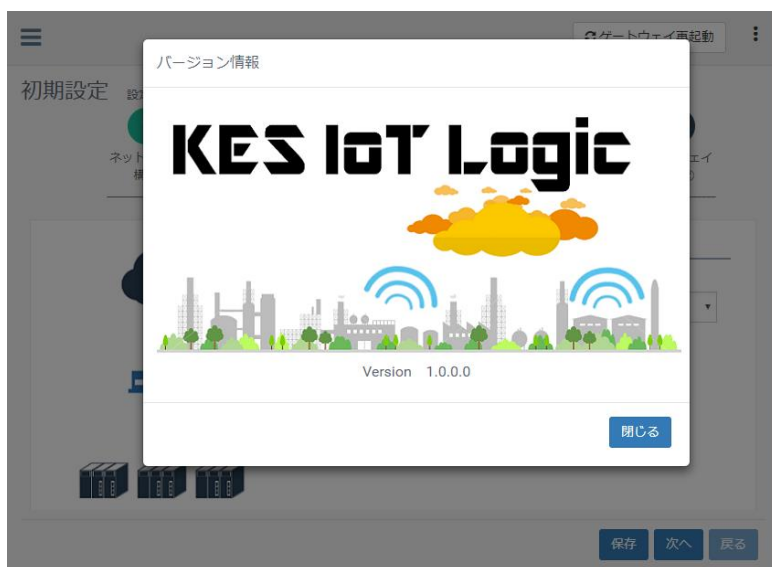 ゲートウェイ再起動
バージョン情報
初期設定
KES IoT Logic
Version 1.0.0.0
閉じる
保存
次へ
戻る